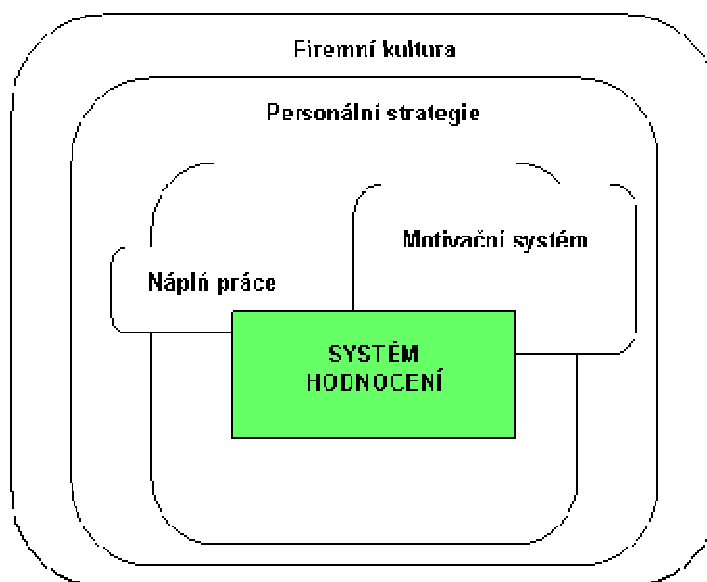 Firemní kultura
Personální strategie
Motivační systém
Náplň práce
SYSTÉM
HODNOCENÍ